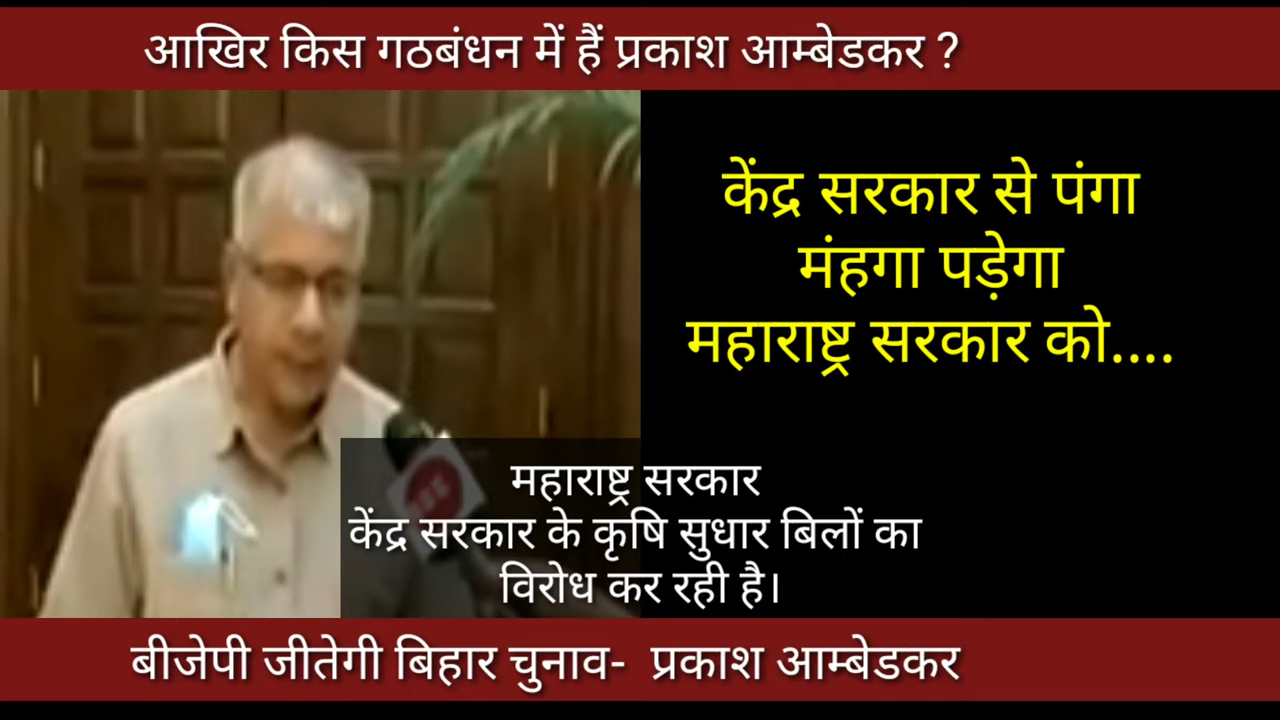 आखिर किस गठबंधन में हैं प्रकाश आम्बेडकर ?
केंद्र सरकार से पंगा
मंहगा पड़ेगा
महाराष्ट्र सरकार को....
महाराष्ट्र सरकार
केंद्र सरकार के कृषि सुधार बिलों का
विरोध कर रही है।
बीजेपी जीतेगी बिहार चुनाव- प्रकाश आम्बेडकर